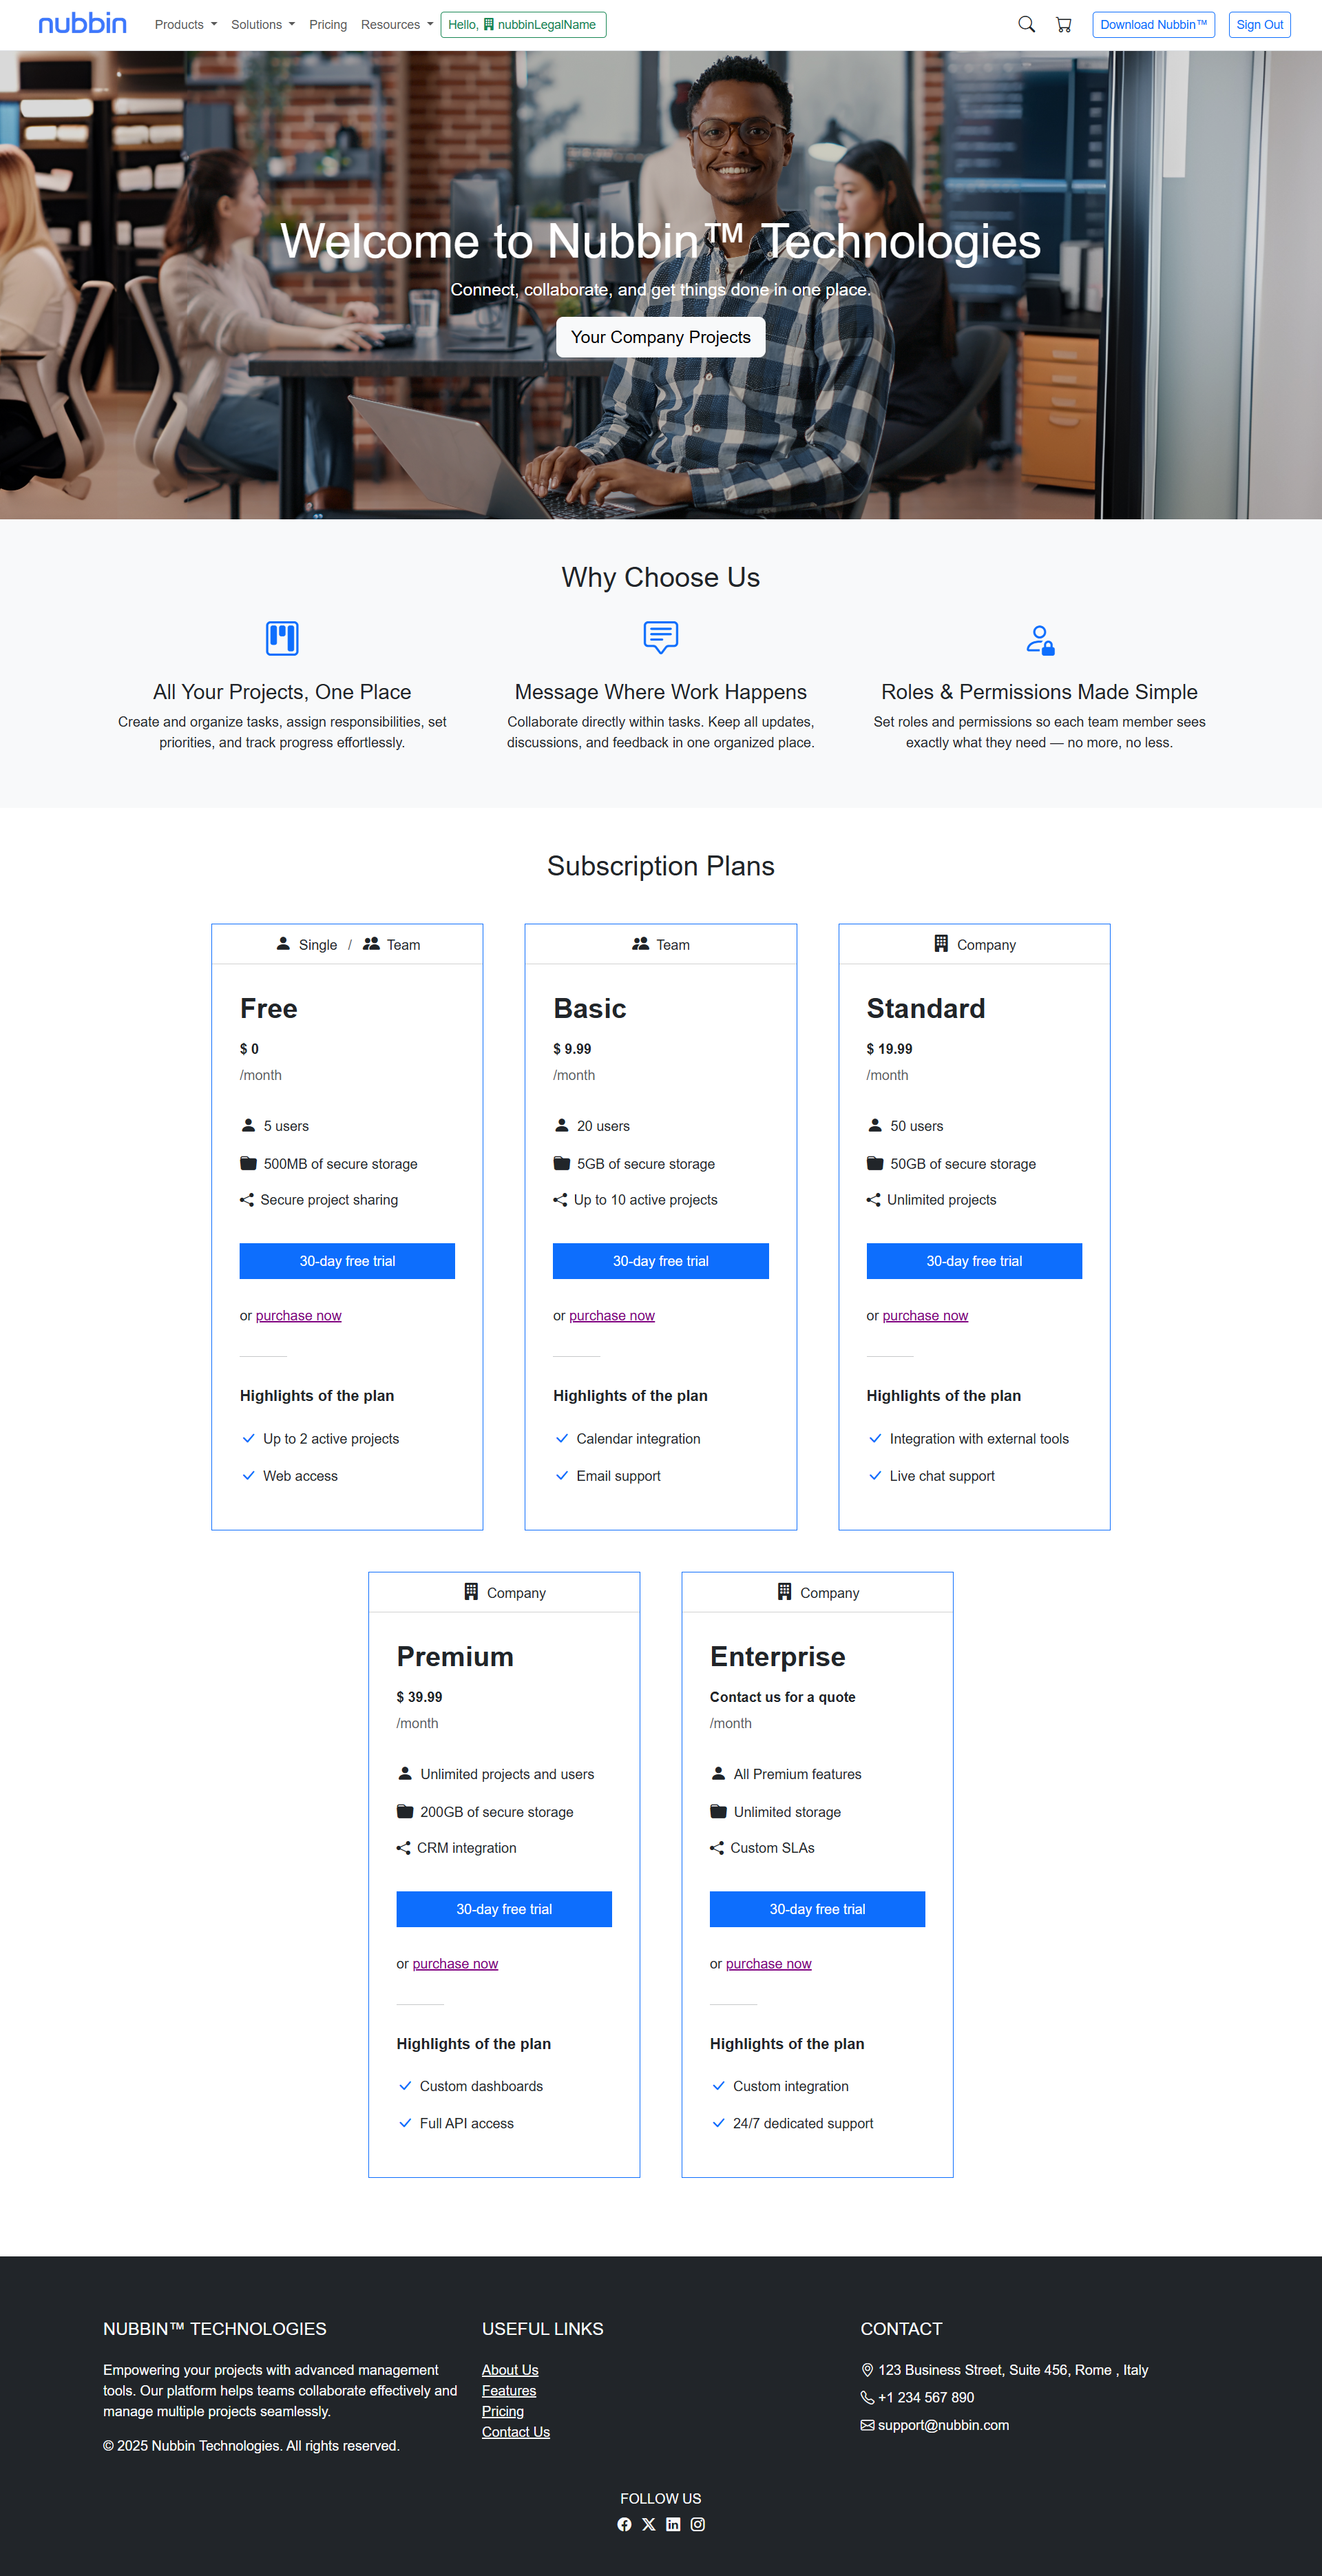 nubbin Products Solutions Pricing Resources Hello, nubbinLegalName Download Nubbin™ Sign Out
Welcome to Nubbin™ Technologies
Connect, collaborate, and get things done in one place.
Your Company Projects
Why Choose Us
All Your Projects, One Place
Create and organize tasks, assign responsibilities, set
priorities, and track progress effortlessly.
Message Where Work Happens
Collaborate directly within tasks. Keep all updates,
discussions, and feedback in one organized place.
Roles & Permissions Made Simple
Set roles and permissions so each team member sees
exactly what they need — no more, no less.
Subscription Plans
Single / Team
Free
$ 0
/month
5 users
500MB of secure storage
Secure project sharing
30-day free trial
or purchase now
Highlights of the plan
Up to 2 active projects
Web access
Team
Basic
$ 9.99
/month
20 users
5GB of secure storage
Up to 10 active projects
30-day free trial
or purchase now
Highlights of the plan
Calendar integration
Email support
Company
Standard
$ 19.99
/month
50 users
50GB of secure storage
Unlimited projects
30-day free trial
or purchase now
Highlights of the plan
Integration with external tools
Live chat support
Company
Premium
$ 39.99
/month
Unlimited projects and users
200GB of secure storage
CRM integration
30-day free trial
or purchase now
Highlights of the plan
Custom dashboards
Full API access
Company
Enterprise
Contact us for a quote
/month
All Premium features
Unlimited storage
Custom SLAs
30-day free trial
or purchase now
Highlights of the plan
Custom integration
24/7 dedicated support
NUBBIN™ TECHNOLOGIES
Empowering your projects with advanced management
tools. Our platform helps teams collaborate effectively and
manage multiple projects seamlessly.
© 2025 Nubbin Technologies. All rights reserved.
USEFUL LINKS
About Us
Features
Pricing
Contact Us
CONTACT
123 Business Street, Suite 456, Rome , Italy
+1 234 567 890
support@nubbin.com
FOLLOW US